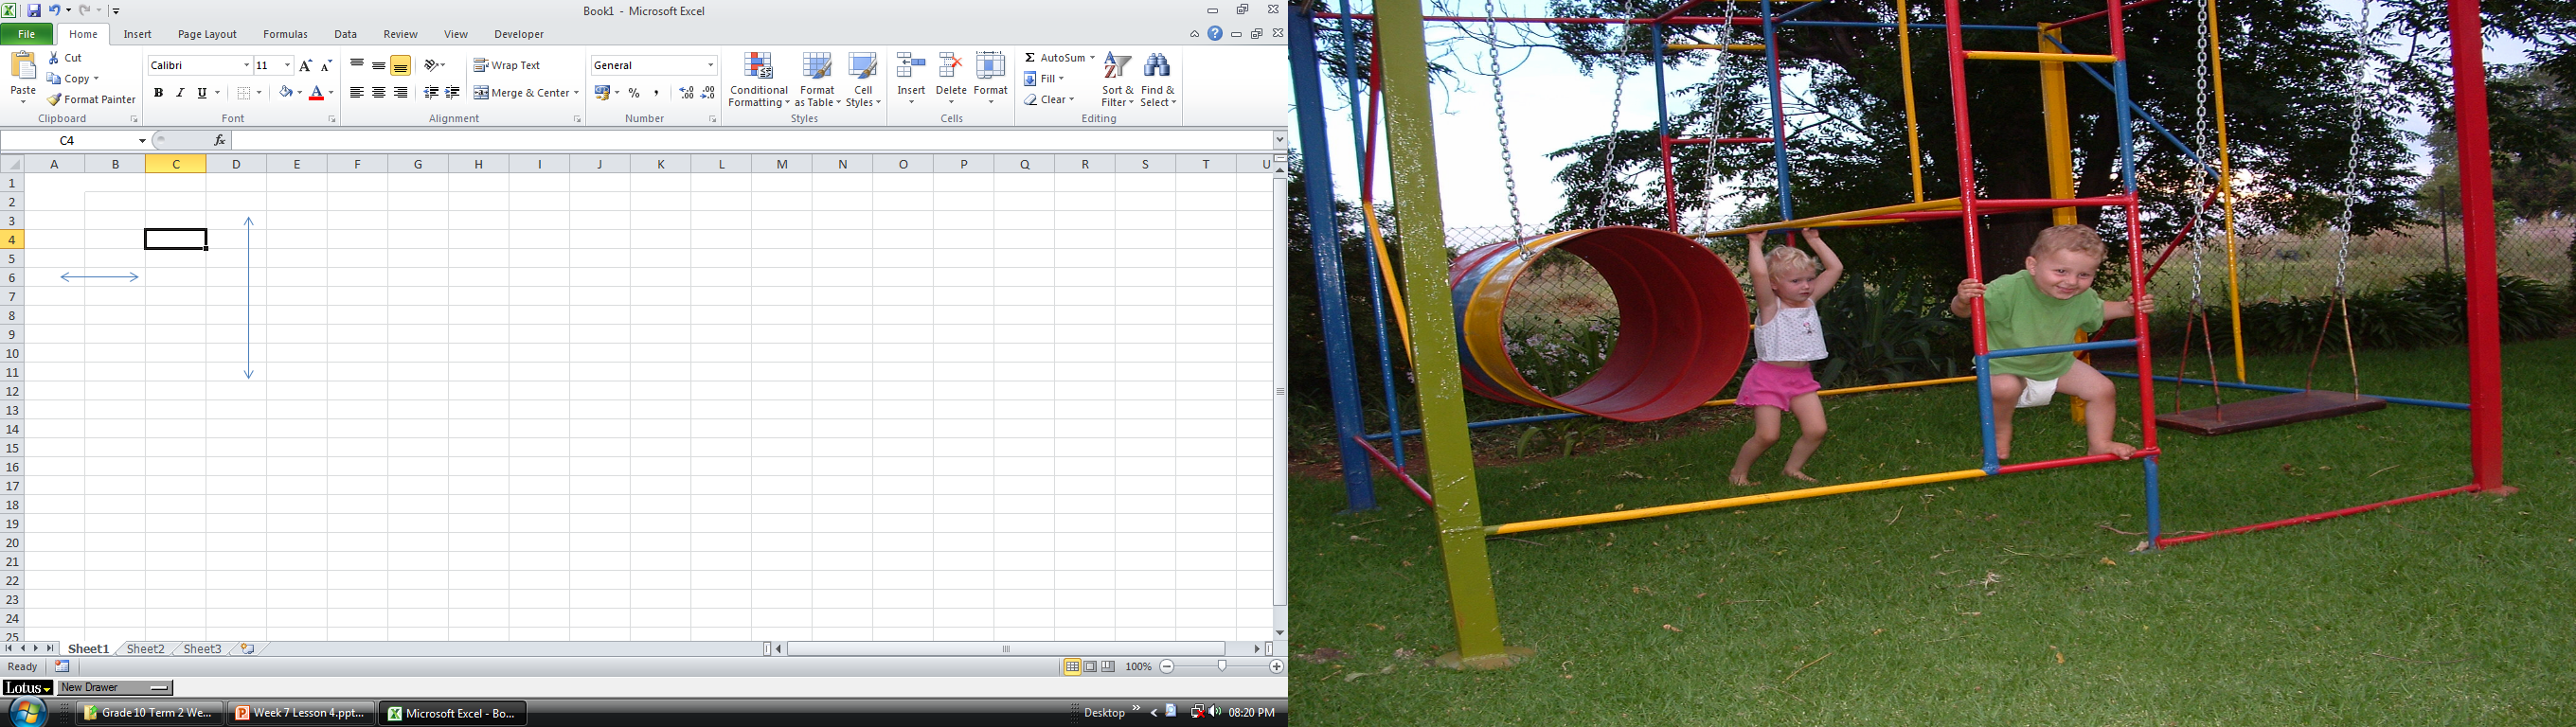 Book1 - Microsoft Excel
File Home Insert Page Layout Formulas Data Review View Developer
Paste
Cut
Copy
Format Painter
Clipboard
Calibri 11
B I U
Font
Wrap Text
Merge & Center
Alignment
General
% ,
Number
Conditional Formatting
Format as Table
Cell Styles
Styles
Insert Delete Format
Cells
Σ AutoSum
Fill
Clear
Sort & Filter
Find & Select
Editing
C4 fx
A B C D E F G H I J K L M N O P Q R S T U
1
2
3
4
5
6
7
8
9
10
11
12
13
14
15
16
17
18
19
20
21
22
23
24
25
Sheet1 Sheet2 Sheet3
Ready 100%
Lotus New Drawer
Grade 10 Term 2 We... Week 7 Lesson 4.ppt... Microsoft Excel - Bo... Desktop 08:20 PM